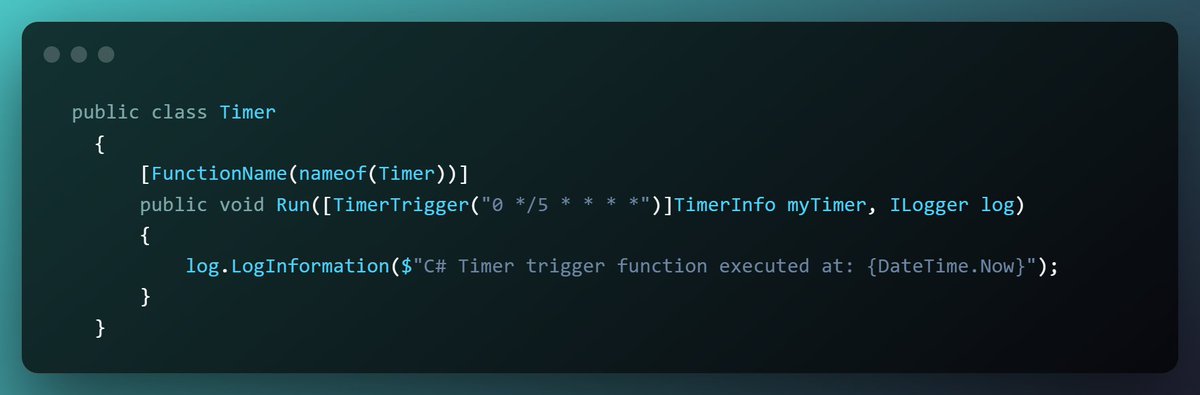 public class Timer
{
[FunctionName(nameof(Timer))]
public void Run([TimerTrigger("0 */5 * * * *")]TimerInfo myTimer, ILogger log)
{
log.LogInformation($"C# Timer trigger function executed at: {DateTime.Now}");
}
}